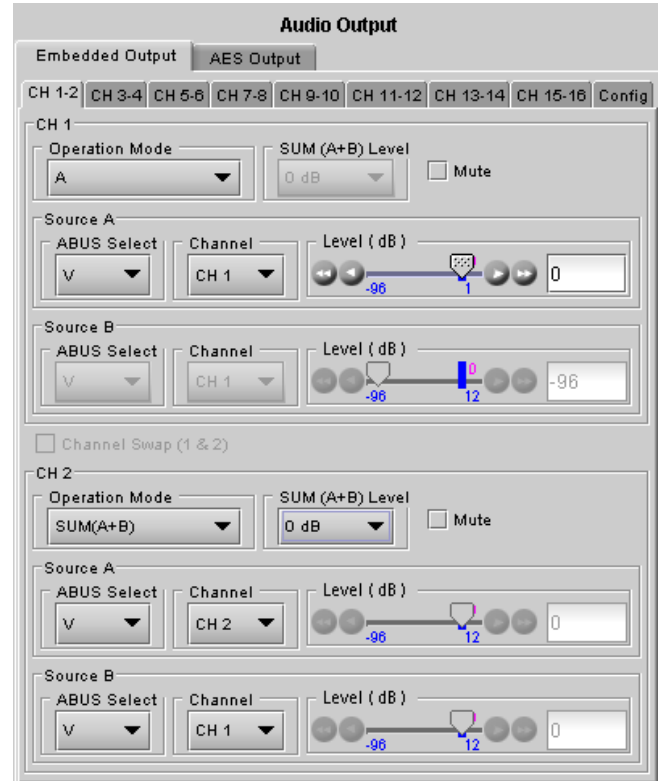 Audio Output
Embedded Output AES Output
CH 1-2 CH 3-4 CH 5-6 CH 7-8 CH 9-10 CH 11-12 CH 13-14 CH 15-16 Config
CH 1
Operation Mode SUM (A+B) Level
A 0 dB Mute
Source A
ABUS Select Channel Level ( dB )
V CH 1 0
-96 1
Source B
ABUS Select Channel Level ( dB )
V CH 1 0 -96
-96 12
Channel Swap (1 & 2)
CH 2
Operation Mode SUM (A+B) Level
SUM(A+B) 0 dB Mute
Source A
ABUS Select Channel Level ( dB )
V CH 2 0
-96 12
Source B
ABUS Select Channel Level ( dB )
V CH 1 0
-96 12